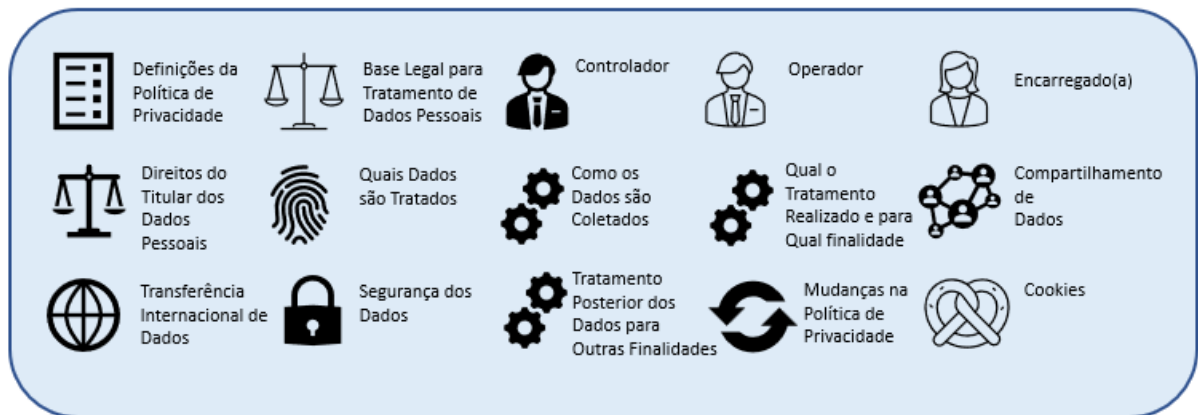 Definições da
Política de
Privacidade
Base Legal para
Tratamento de
Dados Pessoais
Controlador
Operador
Encarregado(a)
Direitos do
Titular dos
Dados
Pessoais
Quais Dados
são Tratados
Como os
Dados são
Coletados
Qual o
Tratamento
Realizado e para
Qual finalidade
Compartilhamento
de
Dados
Transferência
Internacional de
Dados
Segurança dos
Dados
Tratamento
Posterior dos
Dados para
Outras Finalidades
Mudanças na
Política de
Privacidade
Cookies